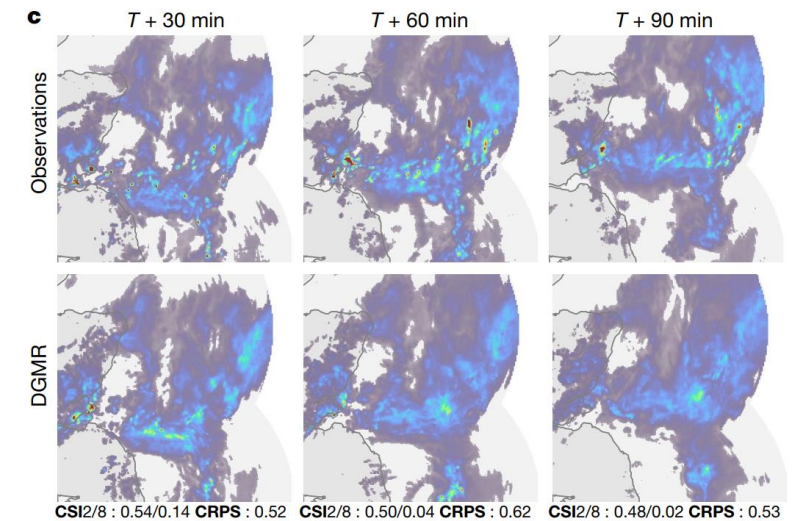 c
T + 30 min T + 60 min T + 90 min
Observations
DGMR
CSI2/8 : 0.54/0.14 CRPS : 0.52 CSI2/8 : 0.50/0.04 CRPS : 0.62 CSI2/8 : 0.48/0.02 CRPS : 0.53